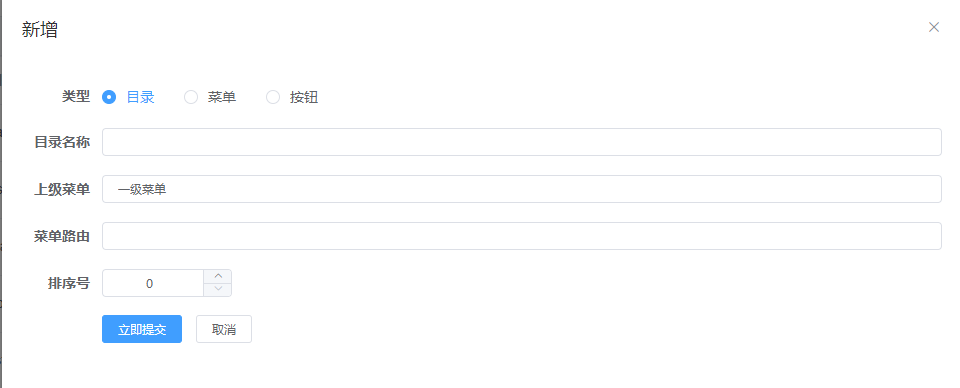 新增
类型 目录 菜单 按钮
目录名称
上级菜单 一级菜单
菜单路由
排序号 0
立即提交 取消